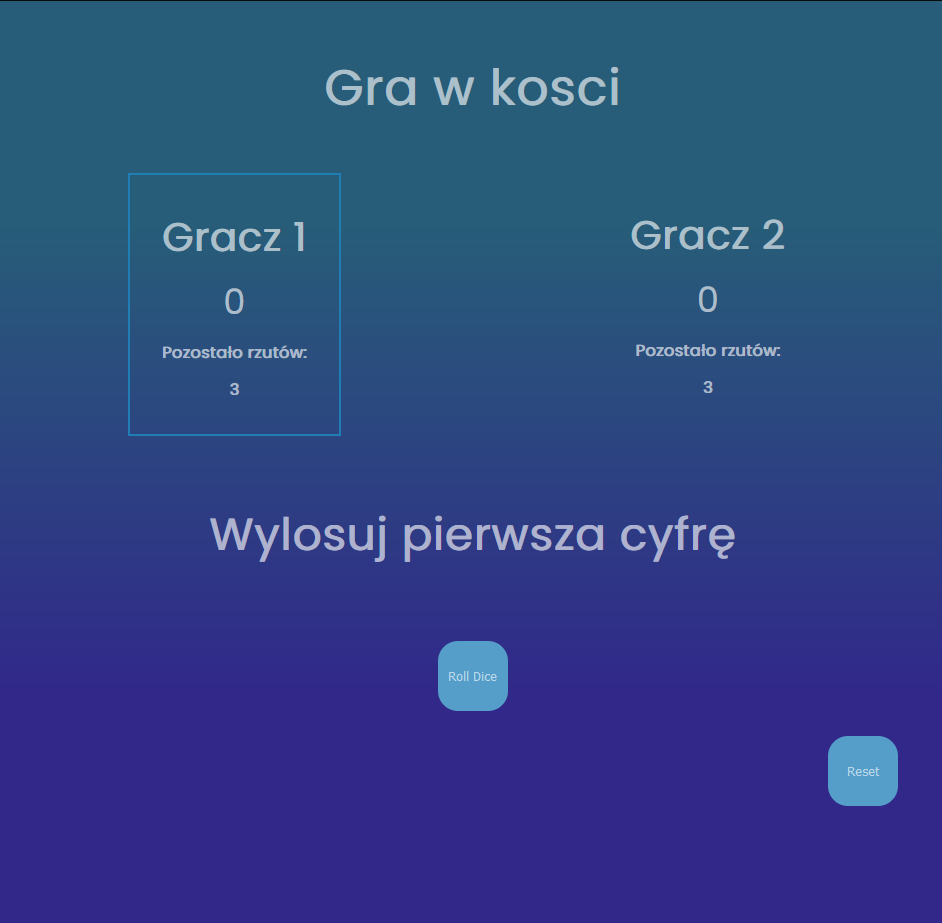 Gra w kosci
Gracz 1
0
Pozostało rzutów:
3
Gracz 2
0
Pozostało rzutów:
3
Wylosuj pierwsza cyfrę
Roll Dice
Reset